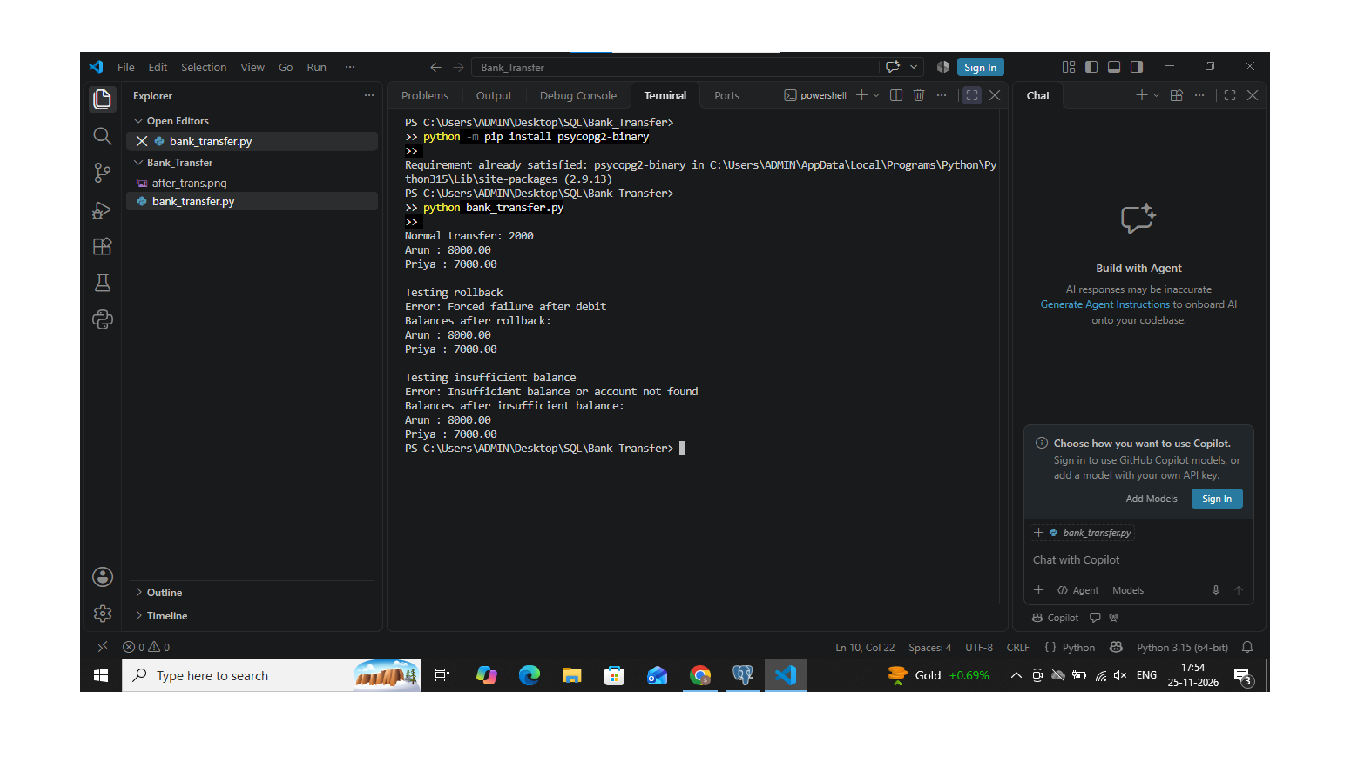 File Edit Selection View Go Run ···
Bank_Transfer
Sign In
Explorer
Open Editors
bank_transfer.py
Bank_Transfer
after_trans.png
bank_transfer.py
Outline
Timeline
Problems Output Debug Console Terminal Ports
powershell
PS C:\Users\ADMIN\Desktop\SQL\Bank_Transfer>
>> python -m pip install psycopg2-binary
>>
Requirement already satisfied: psycopg2-binary in C:\Users\ADMIN\AppData\Local\Programs\Python\Py
thon315\Lib\site-packages (2.9.13)
PS C:\Users\ADMIN\Desktop\SQL\Bank_Transfer>
>> python bank_transfer.py
>>
Normal transfer: 2000
Arun : 8000.00
Priya : 7000.00
Testing rollback
Error: Forced failure after debit
Balances after rollback:
Arun : 8000.00
Priya : 7000.00
Testing insufficient balance
Error: Insufficient balance or account not found
Balances after insufficient balance:
Arun : 8000.00
Priya : 7000.00
PS C:\Users\ADMIN\Desktop\SQL\Bank_Transfer>
Chat
Build with Agent
AI responses may be inaccurate
Generate Agent Instructions to onboard AI
onto your codebase.
Choose how you want to use Copilot.
Sign in to use GitHub Copilot models, or
add a model with your own API key.
Add Models Sign In
bank_transfer.py
Chat with Copilot
Agent Models
Copilot
0 0
Ln 10, Col 22 Spaces: 4 UTF-8 CRLF {} Python Python 3.15 (64-bit)
Type here to search
Gold +0.69%
ENG
17:54
25-11-2026
3